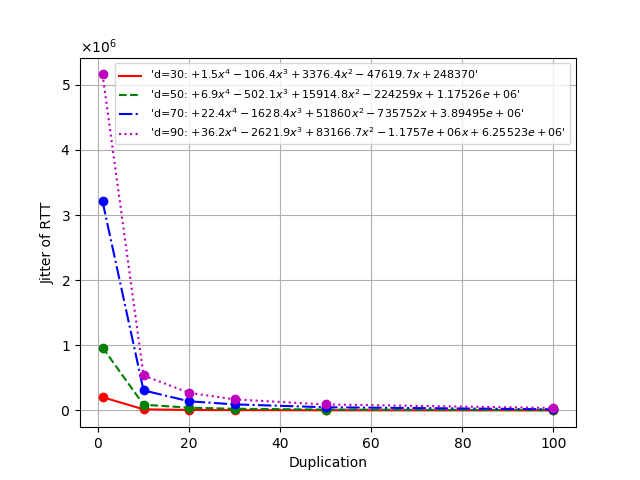 ×10⁶
'd=30: +1.5x⁴ − 106.4x³ + 3376.4x² − 47619.7x + 248370'
'd=50: +6.9x⁴ − 502.1x³ + 15914.8x² − 224259x + 1.17526e + 06'
'd=70: +22.4x⁴ − 1628.4x³ + 51860x² − 735752x + 3.89495e + 06'
'd=90: +36.2x⁴ − 2621.9x³ + 83166.7x² − 1.1757e + 06x + 6.25523e + 06'
5
4
3
2
1
0
Jitter of RTT
0 20 40 60 80 100
Duplication